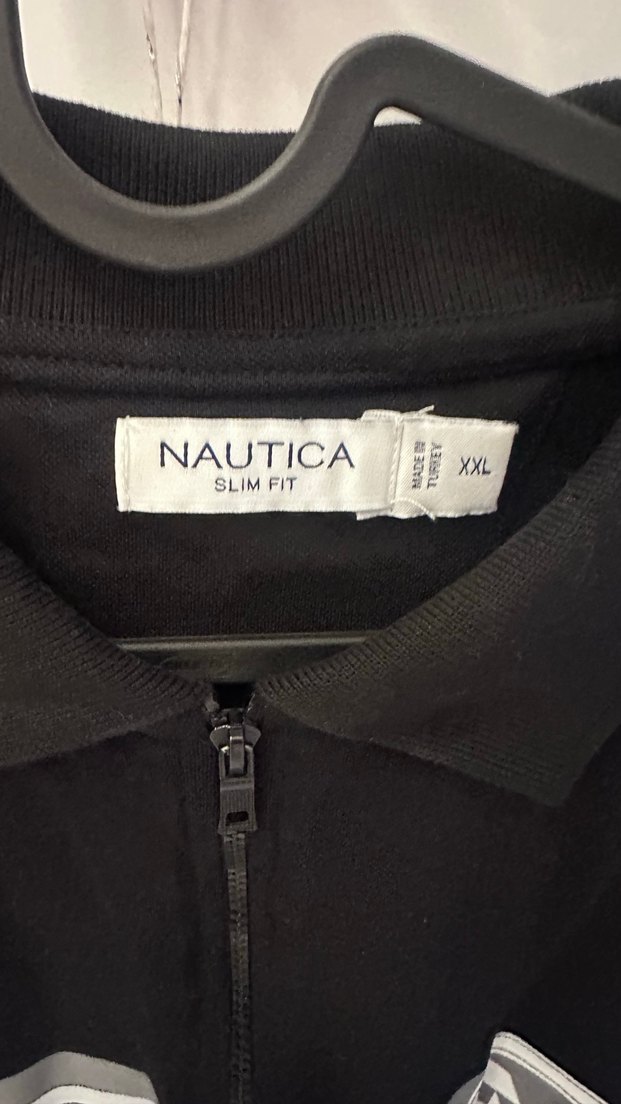 NAUTICA
SLIM FIT
MADE IN
TURKEY
XXL